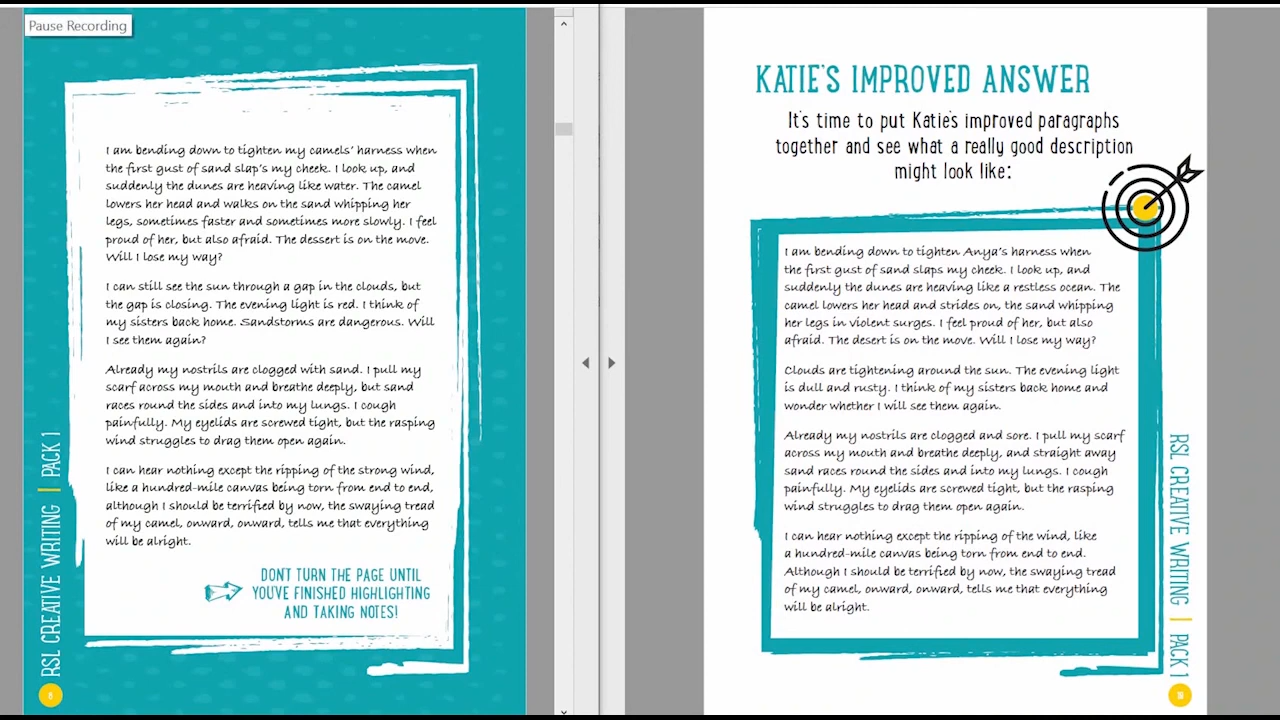 Pause Recording
I am bending down to tighten my camels' harness when
the first gust of sand slap's my cheek. I look up, and
suddenly the dunes are heaving like water. The camel
lowers her head and walks on the sand whipping her
legs, sometimes faster and sometimes more slowly. I feel
proud of her, but also afraid. The dessert is on the move.
Will I lose my way?
I can still see the sun through a gap in the clouds, but
the gap is closing. The evening light is red. I think of
my sisters back home. Sandstorms are dangerous. Will
I see them again?
Already my nostrils are clogged with sand. I pull my
scarf across my mouth and breathe deeply, but sand
races round the sides and into my lungs. I cough
painfully. My eyelids are screwed tight, but the rasping
wind struggles to drag them open again.
I can hear nothing except the ripping of the strong wind,
like a hundred-mile canvas being torn from end to end,
although I should be terrified by now, the swaying tread
of my camel, onward, onward, tells me that everything
will be alright.
DON'T TURN THE PAGE UNTIL
YOU'VE FINISHED HIGHLIGHTING
AND TAKING NOTES!
RSL CREATIVE WRITING | PACK 1
6
KATIE'S IMPROVED ANSWER
It's time to put Katie's improved paragraphs
together and see what a really good description
might look like:
I am bending down to tighten Anya's harness when
the first gust of sand slaps my cheek. I look up, and
suddenly the dunes are heaving like a restless ocean. The
camel lowers her head and strides on, the sand whipping
her legs in violent surges. I feel proud of her, but also
afraid. The desert is on the move. Will I lose my way?
Clouds are tightening around the sun. The evening light
is dull and rusty. I think of my sisters back home and
wonder whether I will see them again.
Already my nostrils are clogged and sore. I pull my scarf
across my mouth and breathe deeply, and straight away
sand races round the sides and into my lungs. I cough
painfully. My eyelids are screwed tight, but the rasping
wind struggles to drag them open again.
I can hear nothing except the ripping of the wind, like
a hundred-mile canvas being torn from end to end.
Although I should be terrified by now, the swaying tread
of my camel, onward, onward, tells me that everything
will be alright.
RSL CREATIVE WRITING | PACK 1